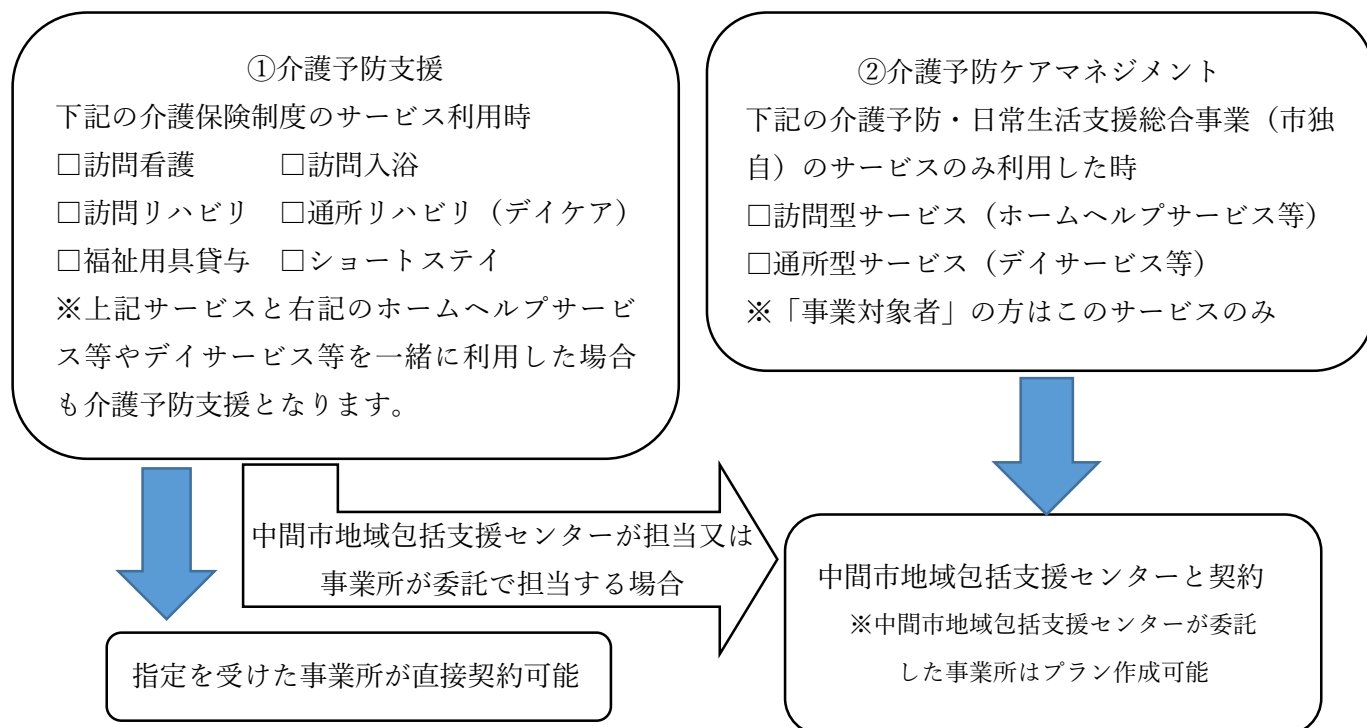 ①介護予防支援
下記の介護保険制度のサービス利用時
□訪問看護　　　□訪問入浴
□訪問リハビリ　□通所リハビリ（デイケア）
□福祉用具貸与　□ショートステイ
※上記サービスと右記のホームヘルプサービ
ス等やデイサービス等を一緒に利用した場合
も介護予防支援となります。
②介護予防ケアマネジメント
下記の介護予防・日常生活支援総合事業（市独
自）のサービスのみ利用した時
□訪問型サービス（ホームヘルプサービス等）
□通所型サービス（デイサービス等）
※「事業対象者」の方はこのサービスのみ
中間市地域包括支援センターが担当又は
事業所が委託で担当する場合
指定を受けた事業所が直接契約可能
中間市地域包括支援センターと契約
※中間市地域包括支援センターが委託
した事業所はプラン作成可能